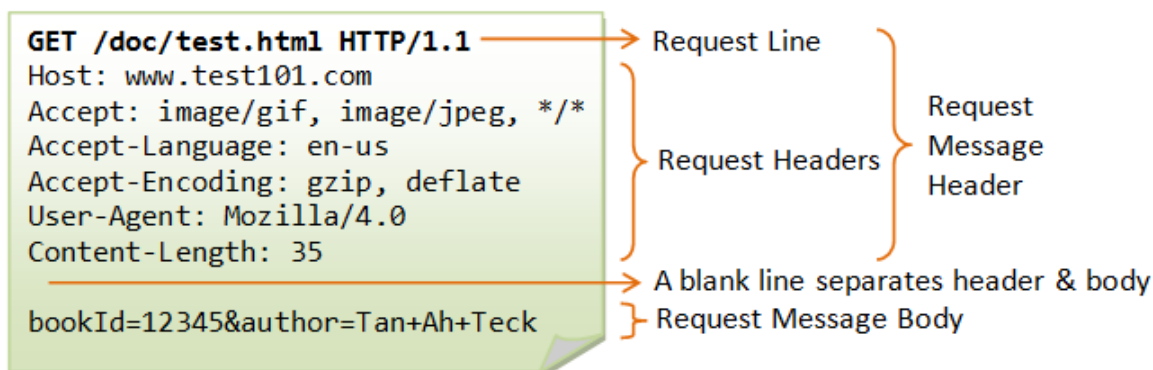 GET /doc/test.html HTTP/1.1
Host: www.test101.com
Accept: image/gif, image/jpeg, */*
Accept-Language: en-us
Accept-Encoding: gzip, deflate
User-Agent: Mozilla/4.0
Content-Length: 35
bookId=12345&author=Tan+Ah+Teck
Request Line
Request Headers
Request
Message
Header
A blank line separates header & body
Request Message Body